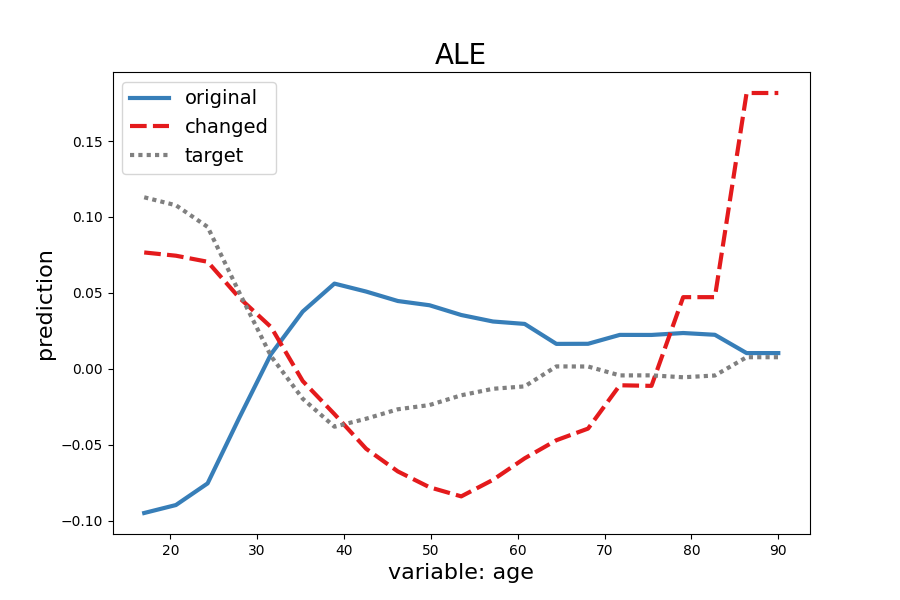 ALE
original
changed
target
prediction
0.15
0.10
0.05
0.00
−0.05
−0.10
20 30 40 50 60 70 80 90
variable: age